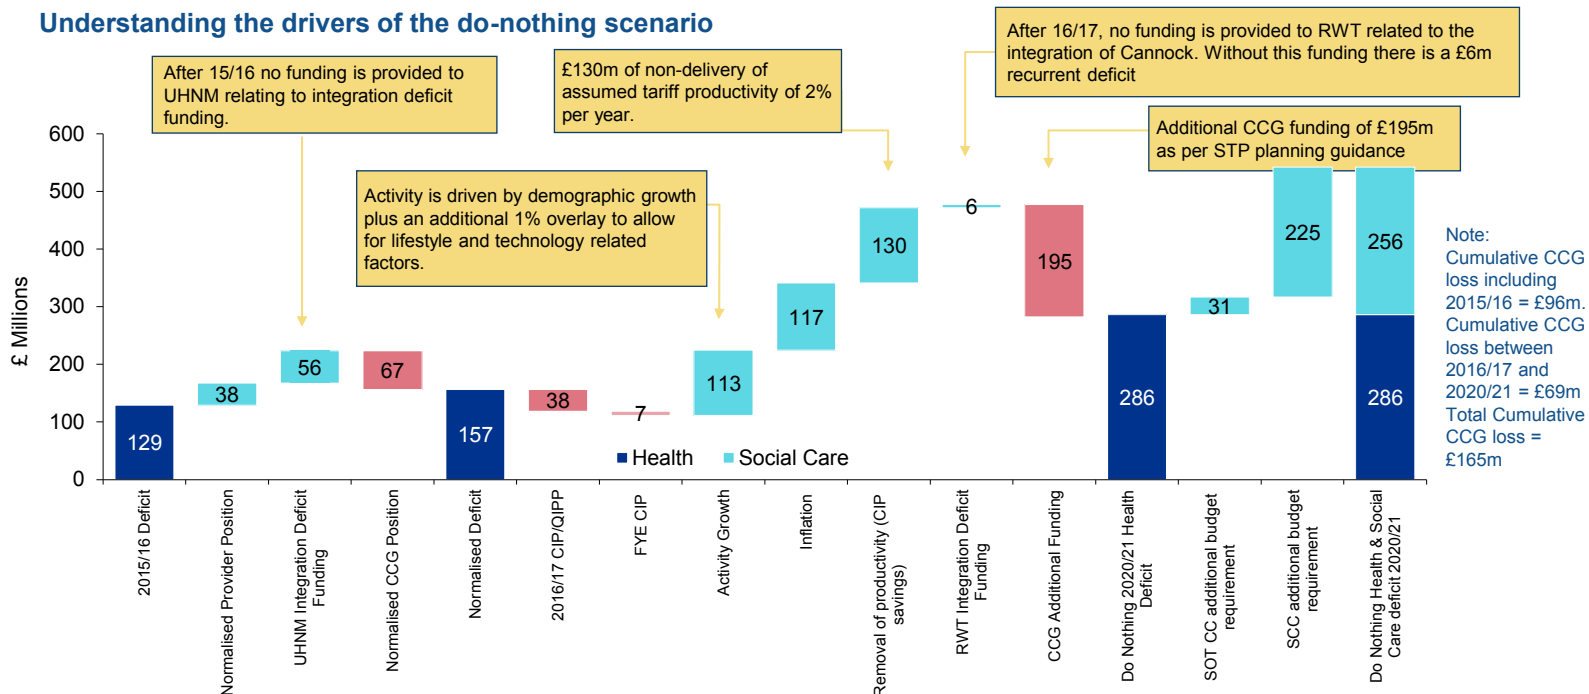 Understanding the drivers of the do-nothing scenario
After 15/16 no funding is provided to
UHNM relating to integration deficit
funding.
£130m of non-delivery of
assumed tariff productivity of 2%
per year.
After 16/17, no funding is provided to RWT related to the
integration of Cannock. Without this funding there is a £6m
recurrent deficit
Additional CCG funding of £195m
as per STP planning guidance
Activity is driven by demographic growth
plus an additional 1% overlay to allow
for lifestyle and technology related
factors.
£ Millions
600
500
400
300
200
100
0
129
38
56
67
157
38
7
113
117
130
6
195
286
31
225
256
286
Health
Social Care
2015/16 Deficit
Normalised Provider Position
UHNM Integration Deficit
Funding
Normalised CCG Position
Normalised Deficit
2016/17 CIP/QIPP
FYE CIP
Activity Growth
Inflation
Removal of productivity (CIP
savings)
RWT Integration Deficit
Funding
CCG Additional Funding
Do Nothing 2020/21 Health
Deficit
SOT CC additional budget
requirement
SCC additional budget
requirement
Do Nothing Health & Social
Care deficit 2020/21
Note:
Cumulative CCG
loss including
2015/16 = £96m.
Cumulative CCG
loss between
2016/17 and
2020/21 = £69m
Total Cumulative
CCG loss =
£165m